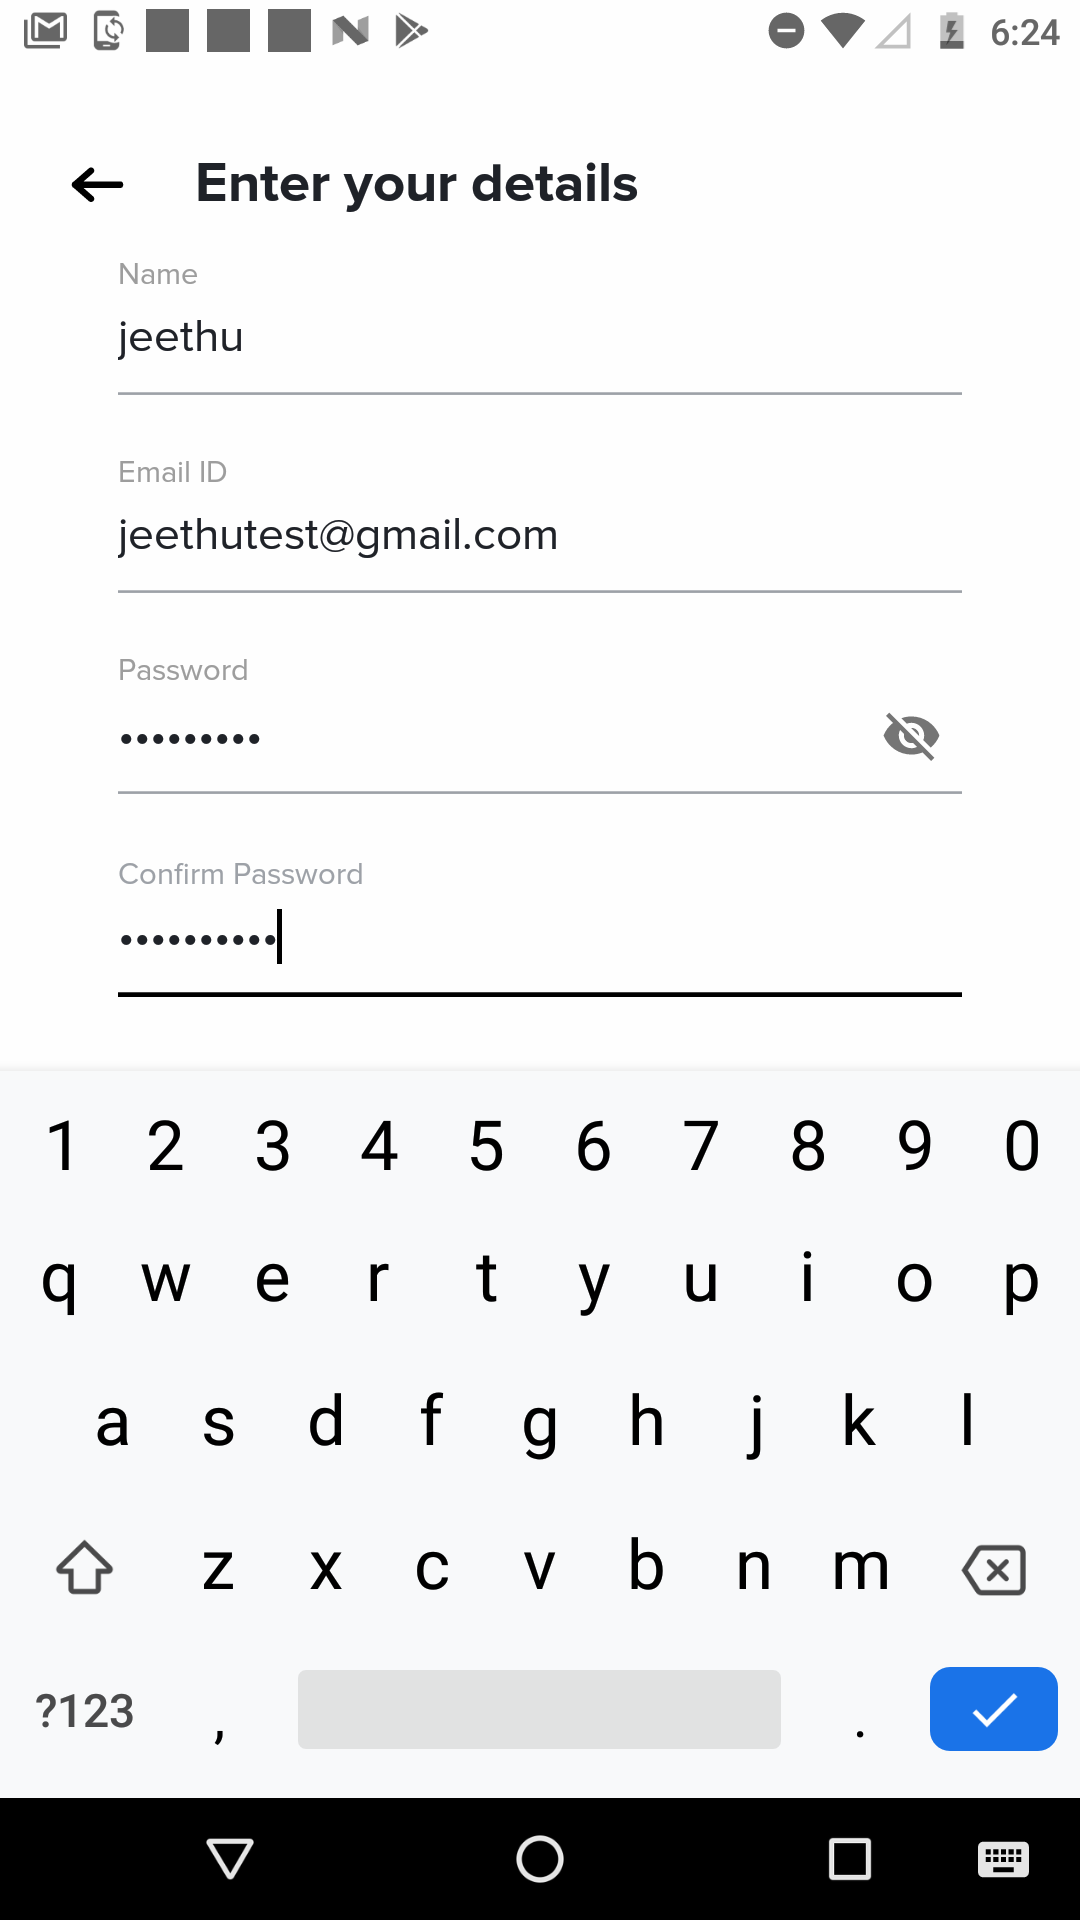 6:24
Enter your details
Name
jeethu
Email ID
jeethutest@gmail.com
Password
•••••••••
Confirm Password
••••••••••
1 2 3 4 5 6 7 8 9 0
q w e r t y u i o p
a s d f g h j k l
z x c v b n m
?123 , .